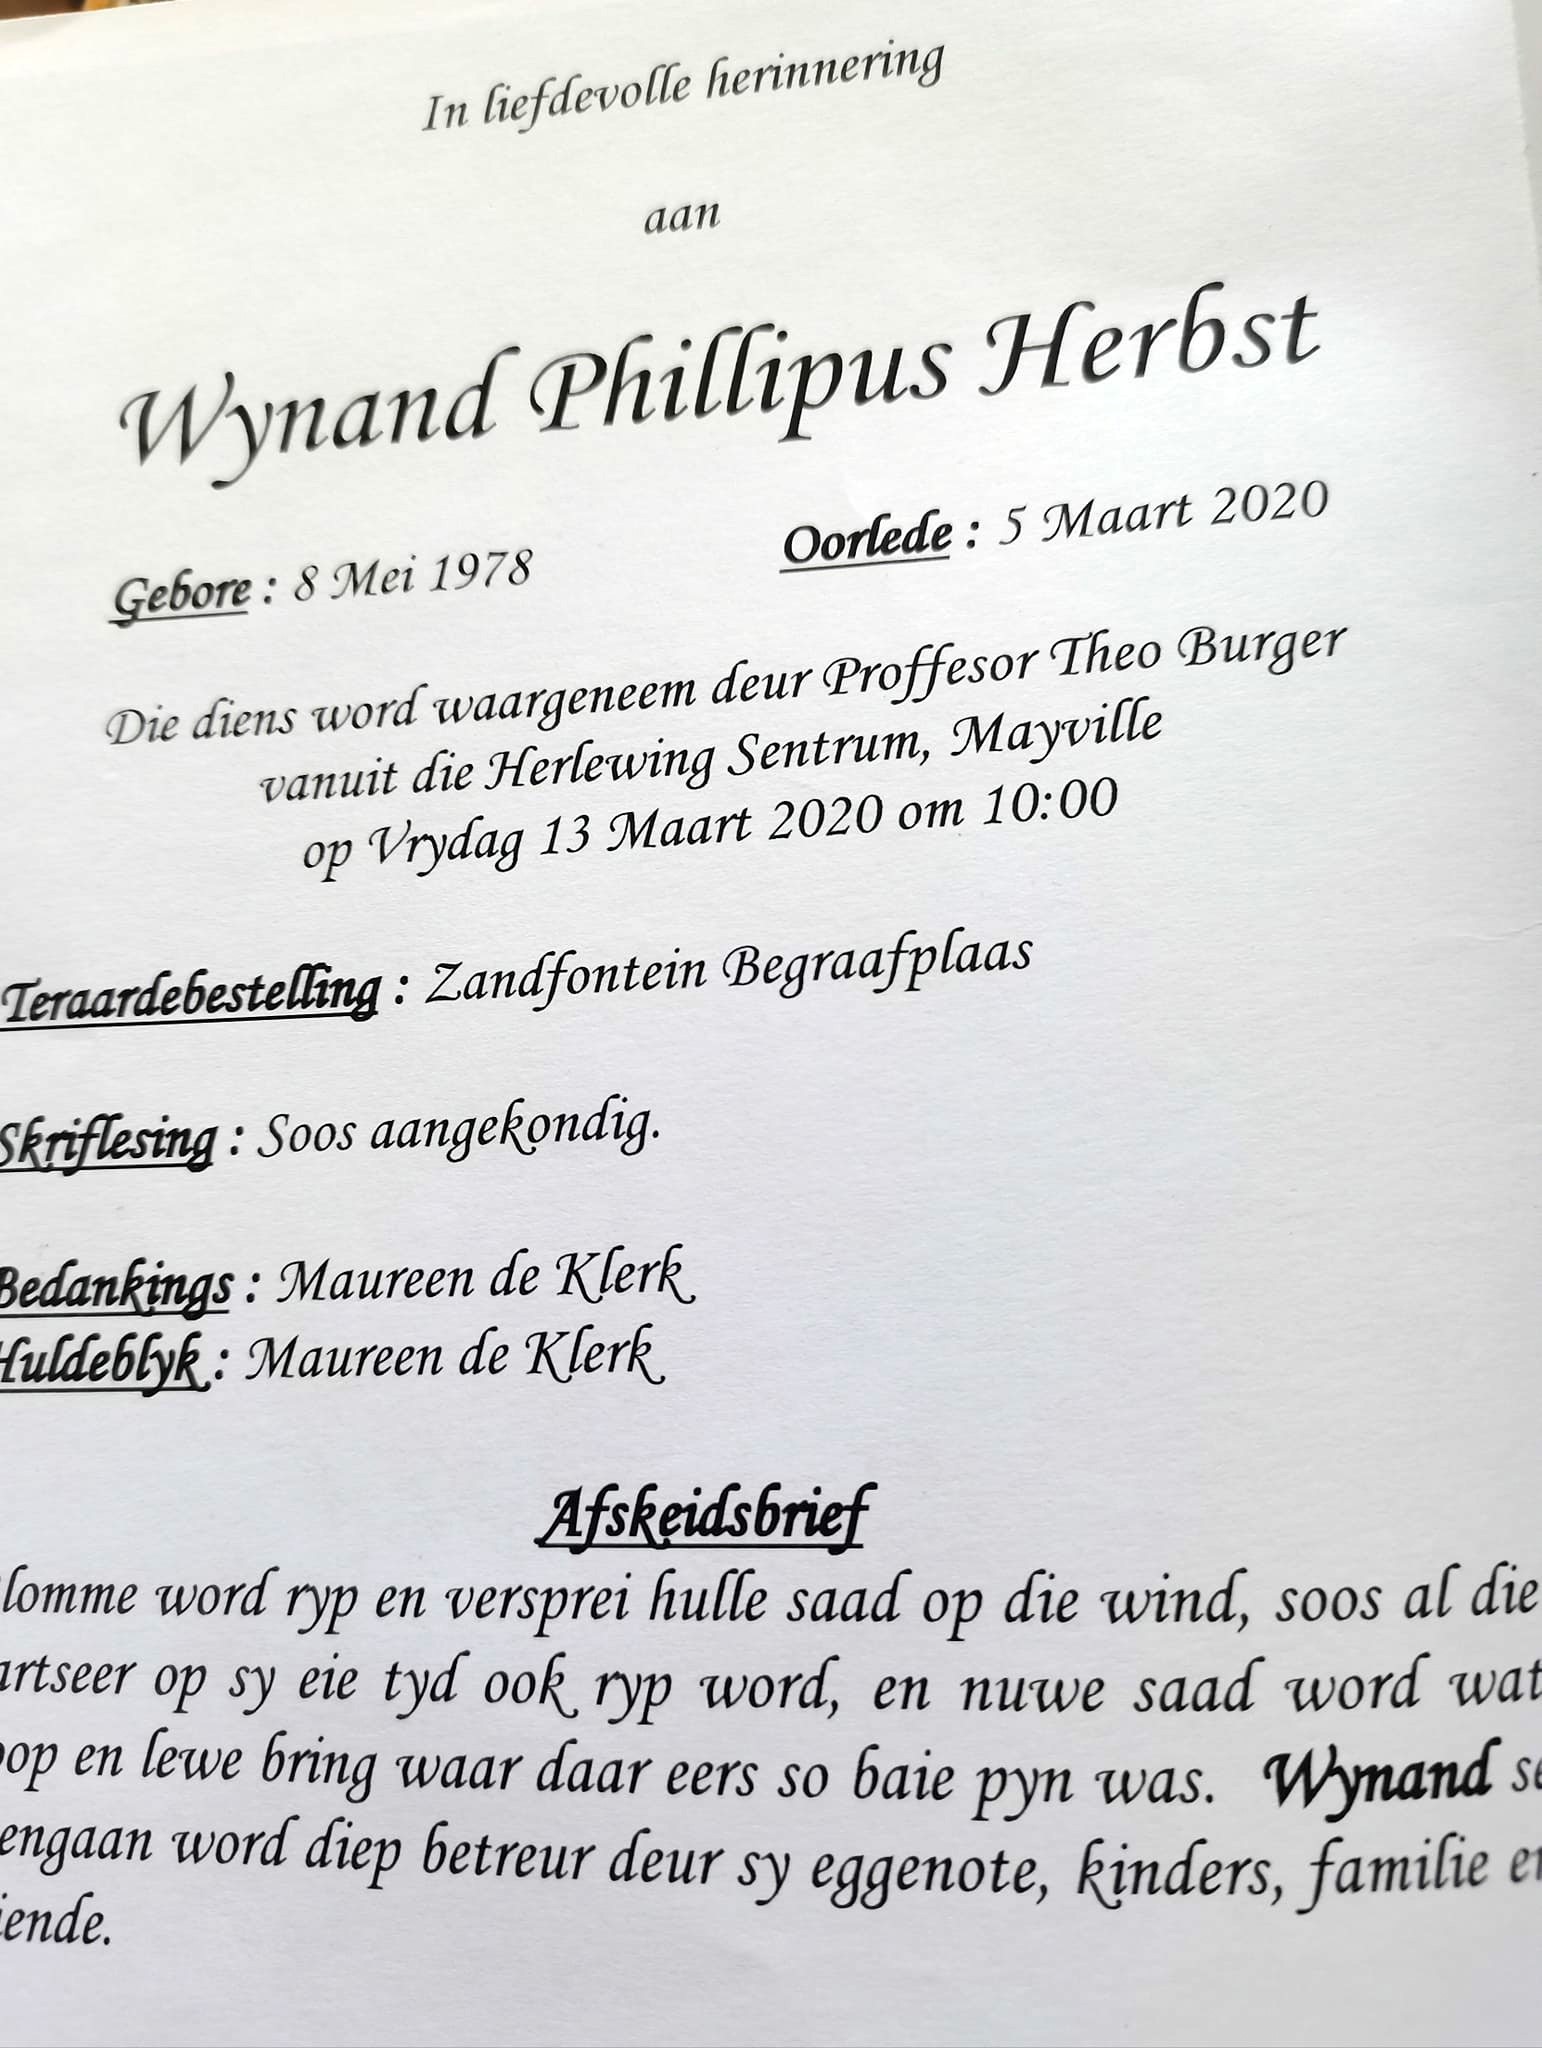 In liefdevolle herinnering
aan
Wynand Phillipus Herbst
Gebore : 8 Mei 1978 Oorlede : 5 Maart 2020
Die diens word waargeneem deur Proffesor Theo Burger
vanuit die Herlewing Sentrum, Mayville
op Vrydag 13 Maart 2020 om 10:00
Teraardebestelling : Zandfontein Begraafplaas
Skriflesing : Soos aangekondig.
Bedankings : Maureen de Klerk
Huldeblyk : Maureen de Klerk
Afskeidsbrief
lomme word ryp en versprei hulle saad op die wind, soos al die
artseer op sy eie tyd ook ryp word, en nuwe saad word wat
oop en lewe bring waar daar eers so baie pyn was. Wynand se
engaan word diep betreur deur sy eggenote, kinders, familie en
iende.